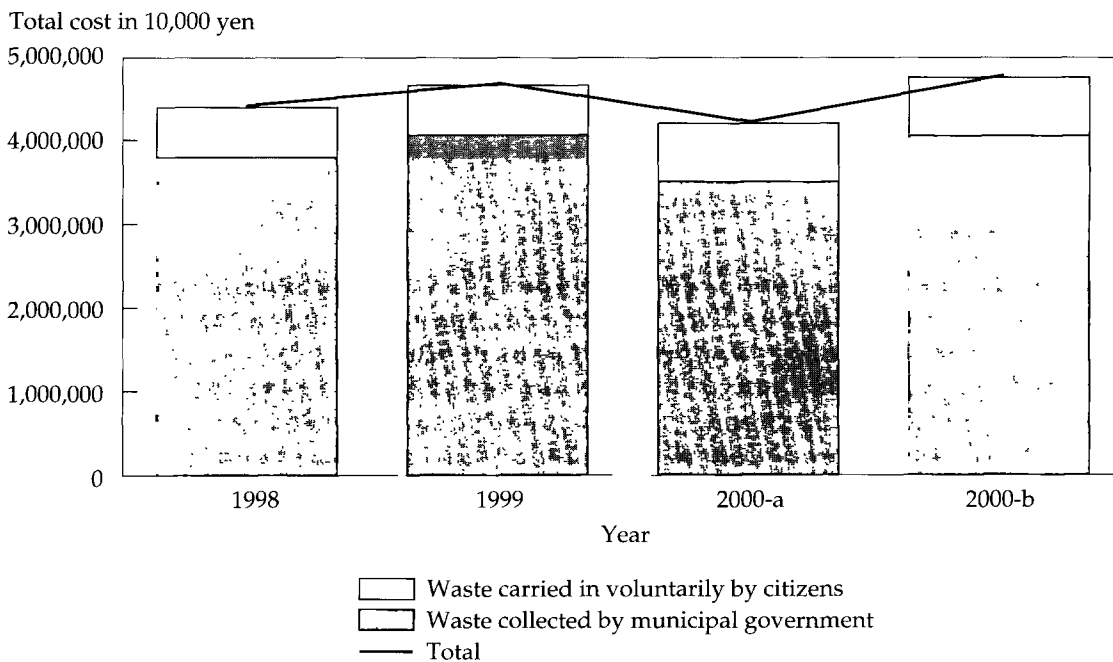 Total cost in 10,000 yen
5,000,000
4,000,000
3,000,000
2,000,000
1,000,000
0
1998 1999 2000-a 2000-b
Year
Waste carried in voluntarily by citizens
Waste collected by municipal government
Total